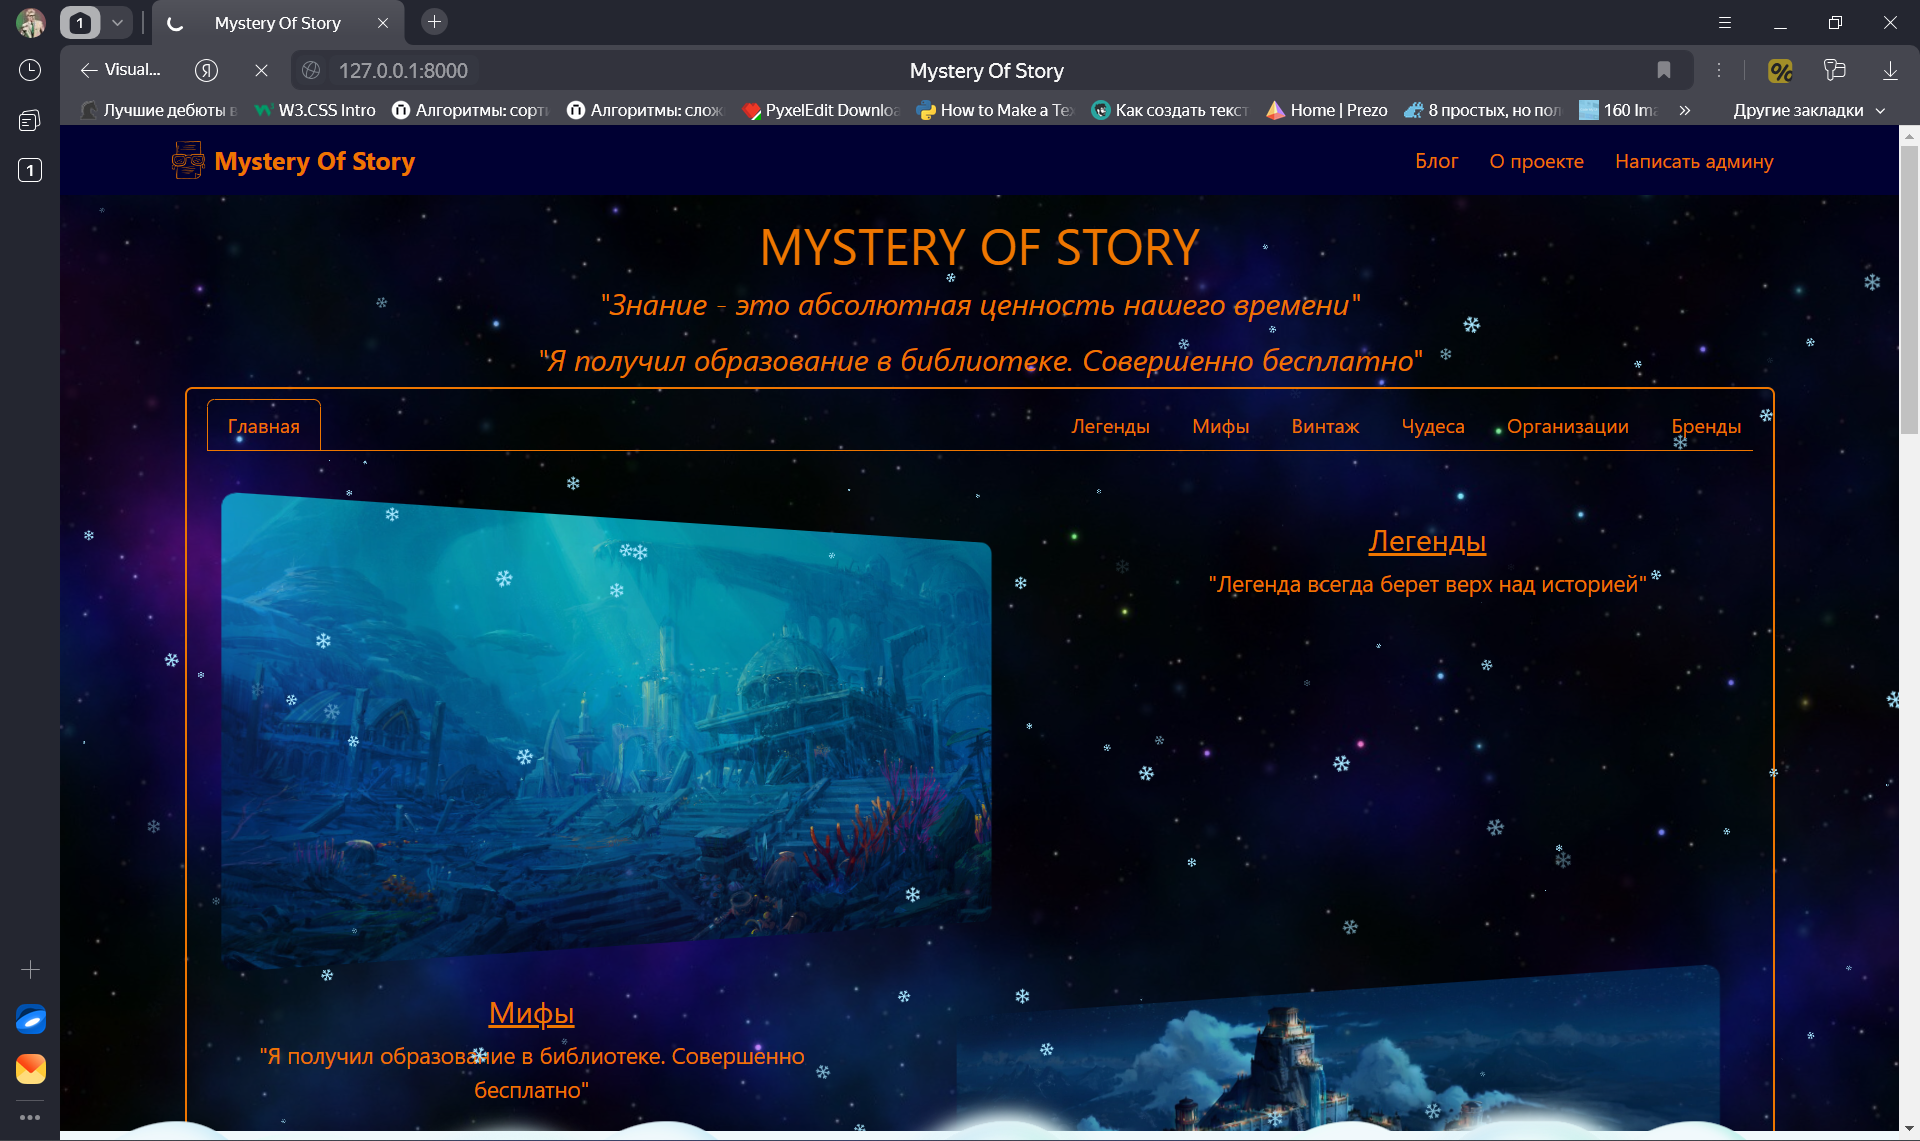 1
Mystery Of Story
Visual...
127.0.0.1:8000
Mystery Of Story
Лучшие дебюты в
W3.CSS Intro
Алгоритмы: сорти
Алгоритмы: слож
PyxelEdit Downloa
How to Make a Te
Как создать текст
Home | Prezo
8 простых, но пол
160 Ima
»
Другие закладки
1
Mystery Of Story
Блог
О проекте
Написать админу
MYSTERY OF STORY
"Знание - это абсолютная ценность нашего времени"
"Я получил образование в библиотеке. Совершенно бесплатно"
Главная
Легенды
Мифы
Винтаж
Чудеса
Организации
Бренды
Легенды
"Легенда всегда берет верх над историей"
Мифы
"Я получил образование в библиотеке. Совершенно
бесплатно"